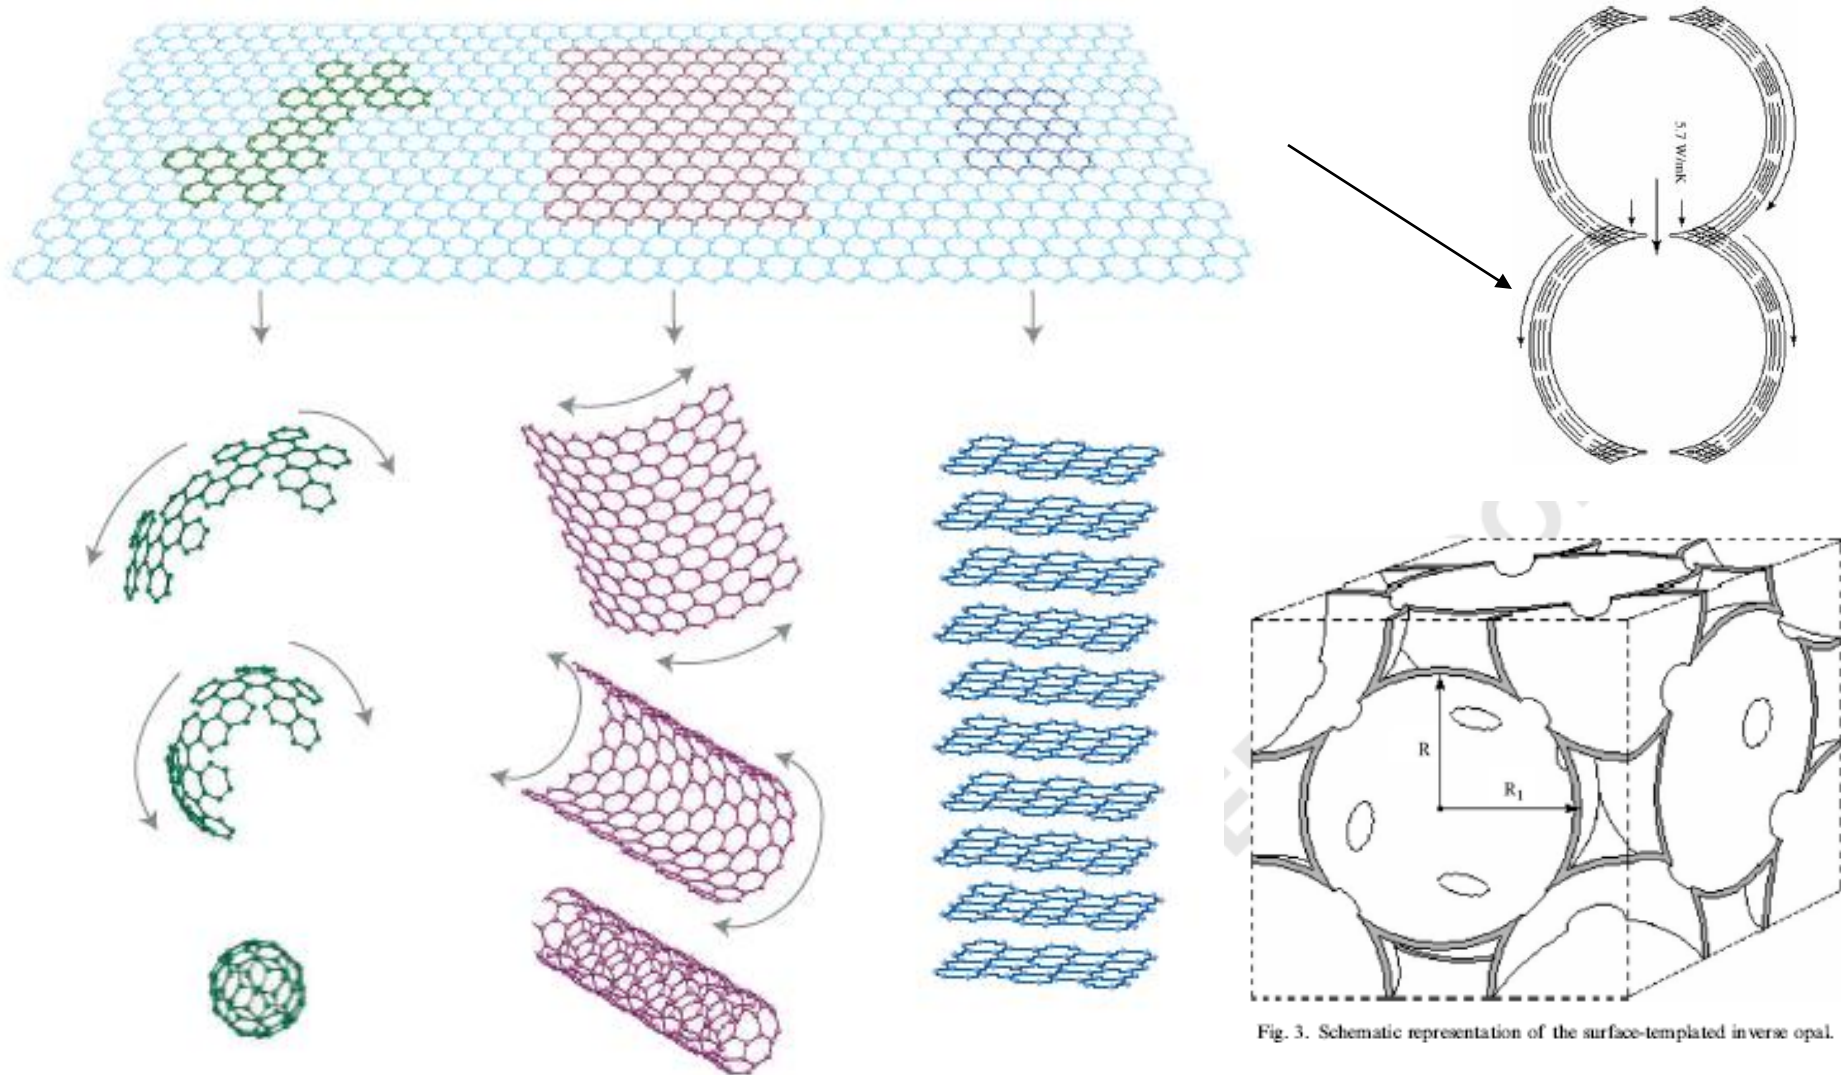 5.7 W/mK
R
R1
Fig. 3. Schematic representation of the surface-templated inverse opal.